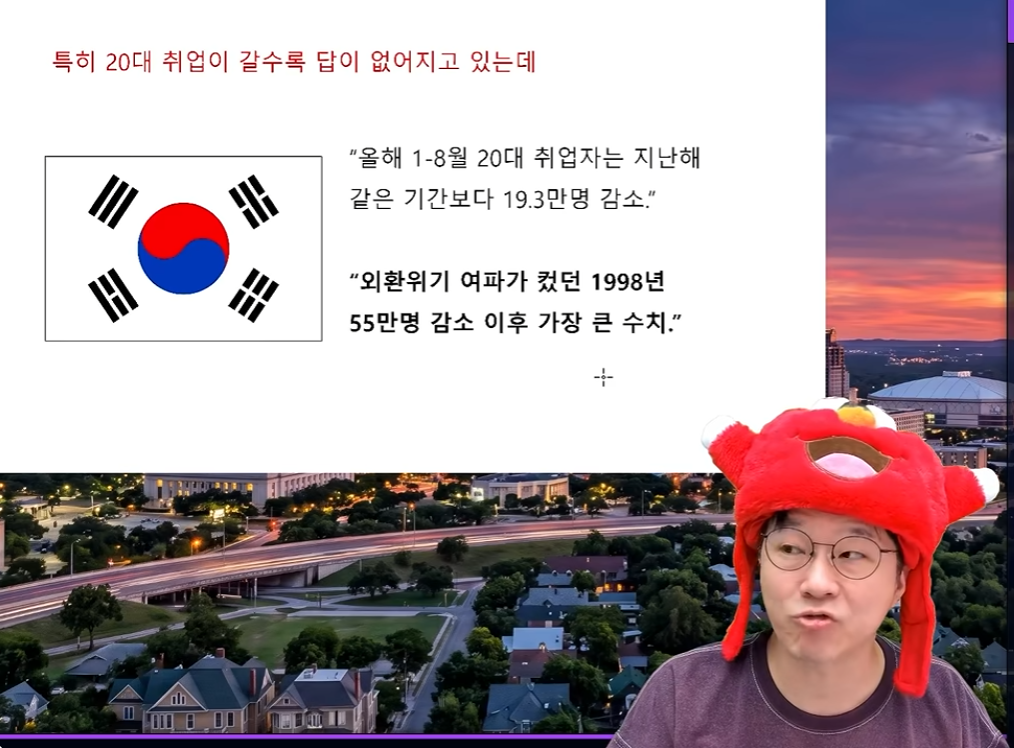 특히 20대 취업이 갈수록 답이 없어지고 있는데
“올해 1-8월 20대 취업자는 지난해
같은 기간보다 19.3만명 감소.”
“외환위기 여파가 컸던 1998년
55만명 감소 이후 가장 큰 수치.”